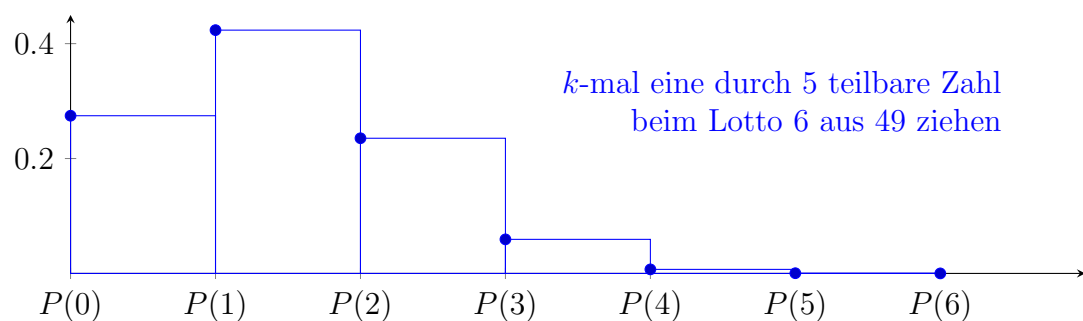 0.4
k-mal eine durch 5 teilbare Zahl
beim Lotto 6 aus 49 ziehen
0.2
P(0) P(1) P(2) P(3) P(4) P(5) P(6)